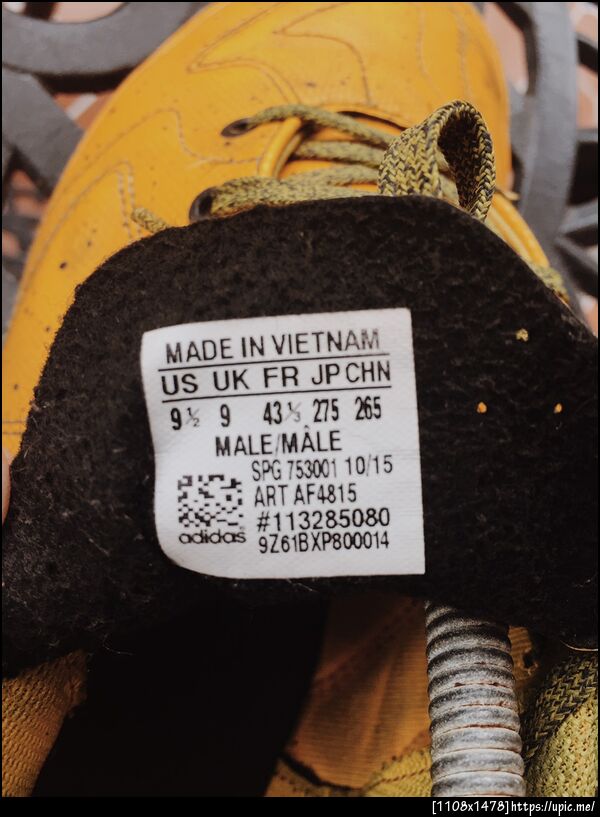 MADE IN VIETNAM
US UK FR JP CHN
9½ 9 43⅓ 275 265
MALE/MÂLE
SPG 753001 10/15
ART AF4815
#113285080
adidas
9Z61BXP800014
[1108x1478]https://upic.me/